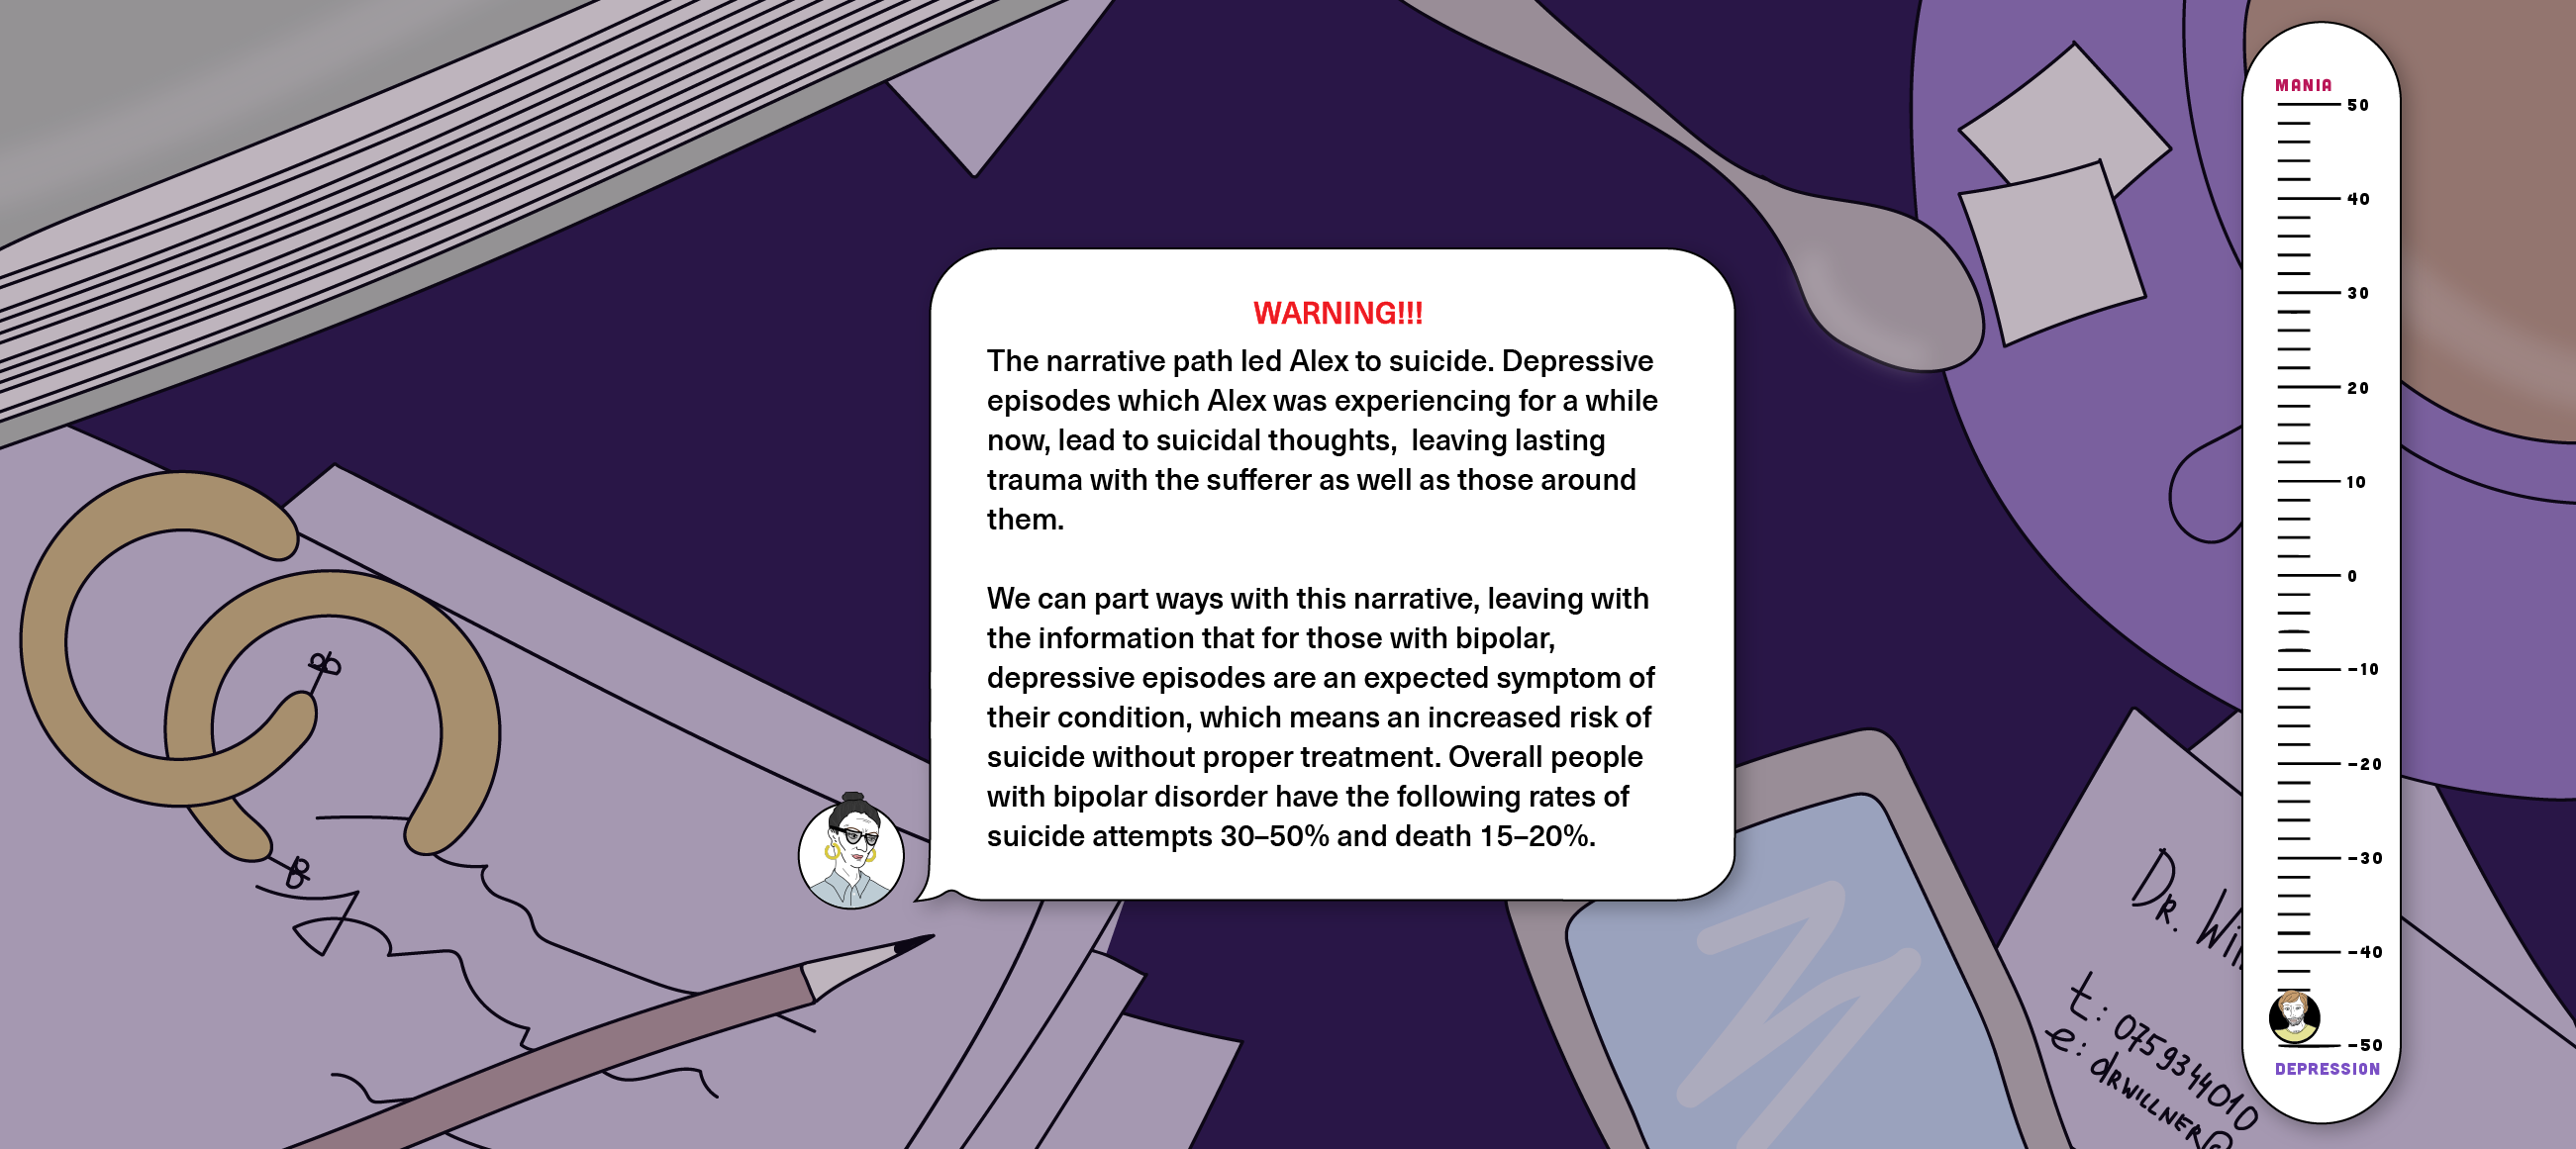 WARNING!!!
The narrative path led Alex to suicide. Depressive
episodes which Alex was experiencing for a while
now, lead to suicidal thoughts,  leaving lasting
trauma with the sufferer as well as those around
them.
We can part ways with this narrative, leaving with
the information that for those with bipolar,
depressive episodes are an expected symptom of
their condition, which means an increased risk of
suicide without proper treatment. Overall people
with bipolar disorder have the following rates of
suicide attempts 30–50% and death 15–20%.
MANIA
50
40
30
20
10
0
-10
-20
-30
-40
-50
DEPRESSION
DR. Will
t: 0759344010
e: drwillner@